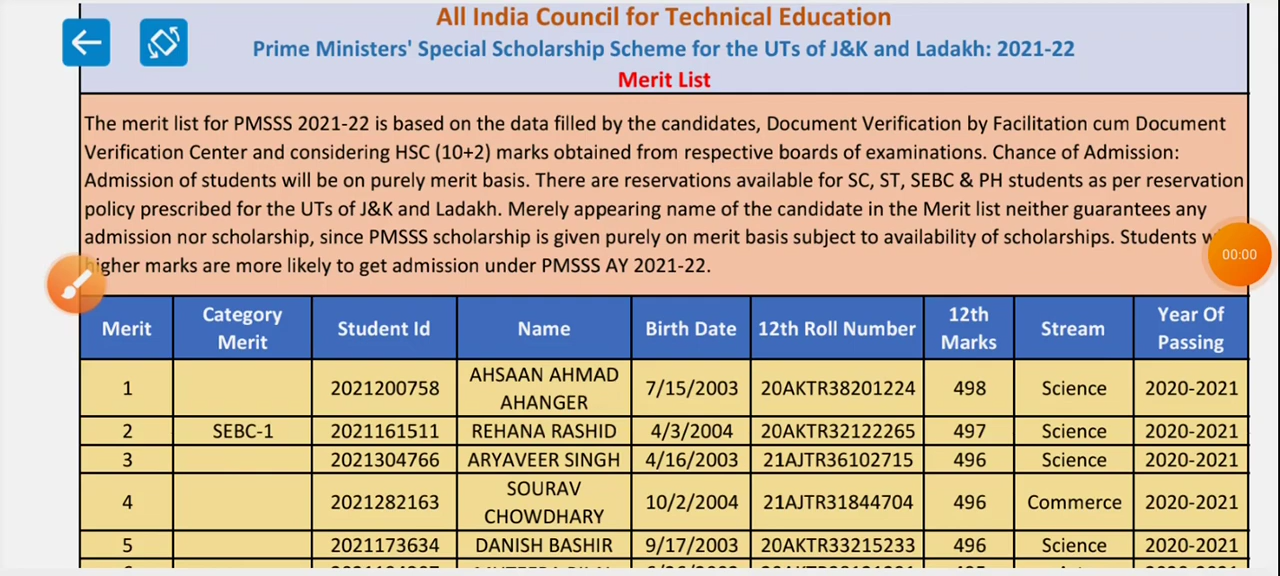 All India Council for Technical Education
Prime Ministers' Special Scholarship Scheme for the UTs of J&K and Ladakh: 2021-22
Merit List
The merit list for PMSSS 2021-22 is based on the data filled by the candidates, Document Verification by Facilitation cum Document
Verification Center and considering HSC (10+2) marks obtained from respective boards of examinations. Chance of Admission:
Admission of students will be on purely merit basis. There are reservations available for SC, ST, SEBC & PH students as per reservation
policy prescribed for the UTs of J&K and Ladakh. Merely appearing name of the candidate in the Merit list neither guarantees any
admission nor scholarship, since PMSSS scholarship is given purely on merit basis subject to availability of scholarships. Students
00:00
higher marks are more likely to get admission under PMSSS AY 2021-22.
Merit Category Merit Student Id Name Birth Date 12th Roll Number 12th Marks Stream Year Of Passing
1 2021200758 AHSAAN AHMAD AHANGER 7/15/2003 20AKTR38201224 498 Science 2020-2021
2 SEBC-1 2021161511 REHANA RASHID 4/3/2004 20AKTR32122265 497 Science 2020-2021
3 2021304766 ARYAVEER SINGH 4/16/2003 21AJTR36102715 496 Science 2020-2021
4 2021282163 SOURAV CHOWDHARY 10/2/2004 21AJTR31844704 496 Commerce 2020-2021
5 2021173634 DANISH BASHIR 9/17/2003 20AKTR33215233 496 Science 2020-2021